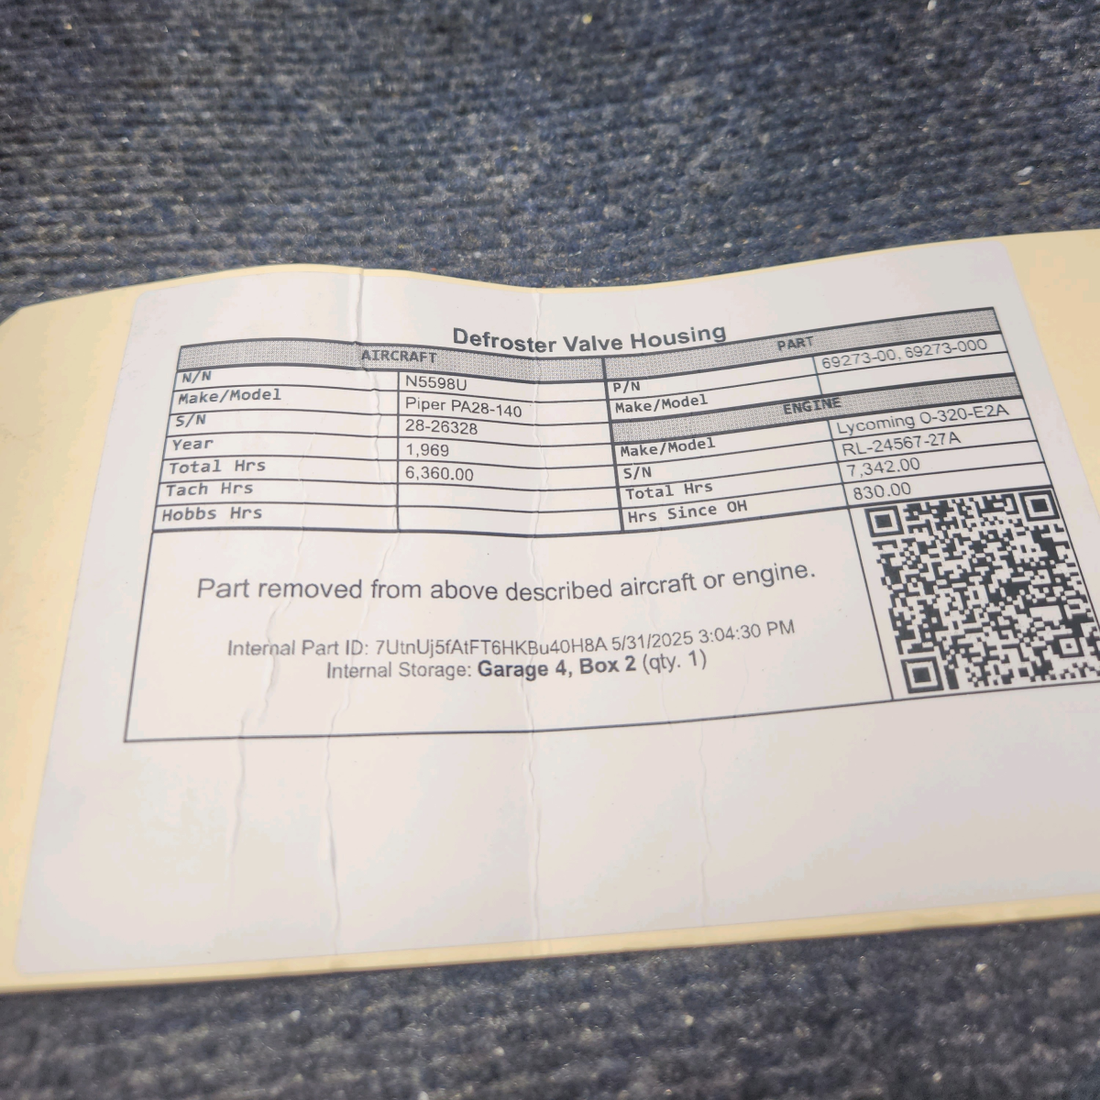 Defroster Valve Housing
AIRCRAFT
N/N N5598U
Make/Model Piper PA28-140
S/N 28-26328
Year 1,969
Total Hrs 6,360.00
Tach Hrs
Hobbs Hrs
PART
P/N 69273-00, 69273-000
Make/Model
ENGINE
Make/Model Lycoming O-320-E2A
S/N RL-24567-27A
Total Hrs 7,342.00
Hrs Since OH 830.00
Part removed from above described aircraft or engine.
Internal Part ID: 7UtnUj5fAtFT6HKBu40H8A 5/31/2025 3:04:30 PM
Internal Storage: Garage 4, Box 2 (qty. 1)